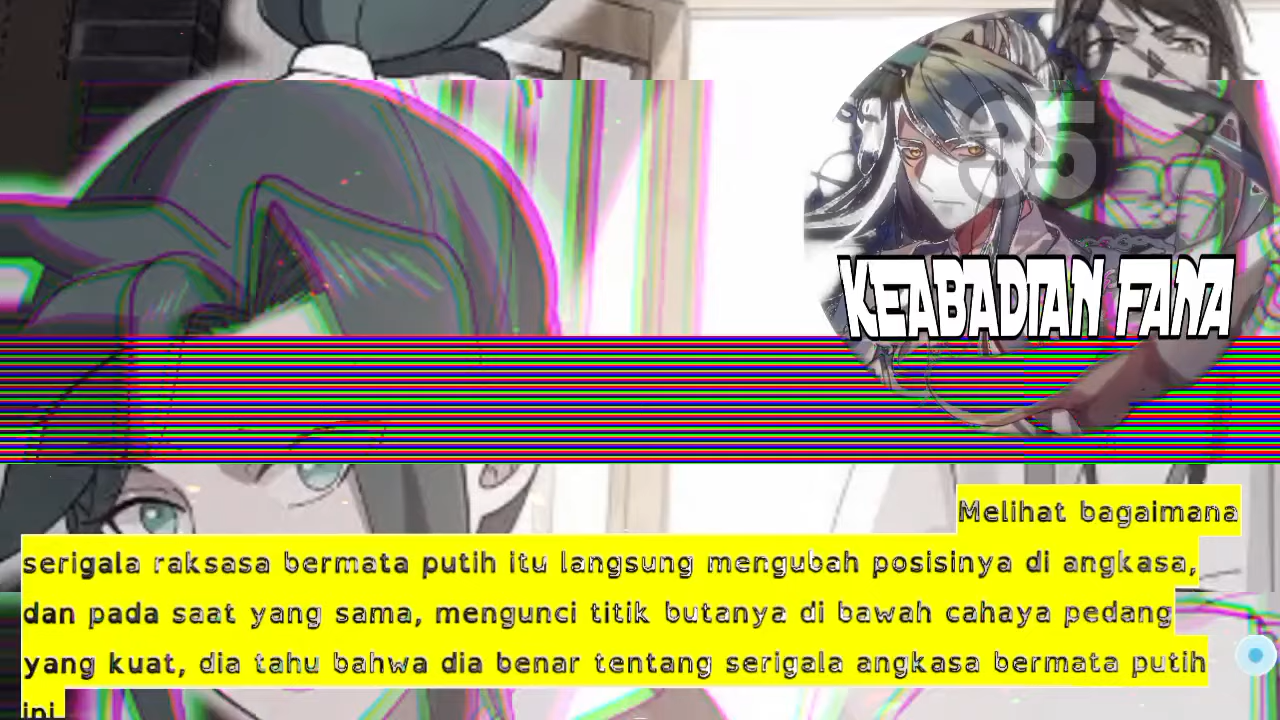 35
KEABADIAN FANA
Melihat bagaimana
serigala raksasa bermata putih itu langsung mengubah posisinya di angkasa,
dan pada saat yang sama, mengunci titik butanya di bawah cahaya pedang
yang kuat, dia tahu bahwa dia benar tentang serigala angkasa bermata putih
ini